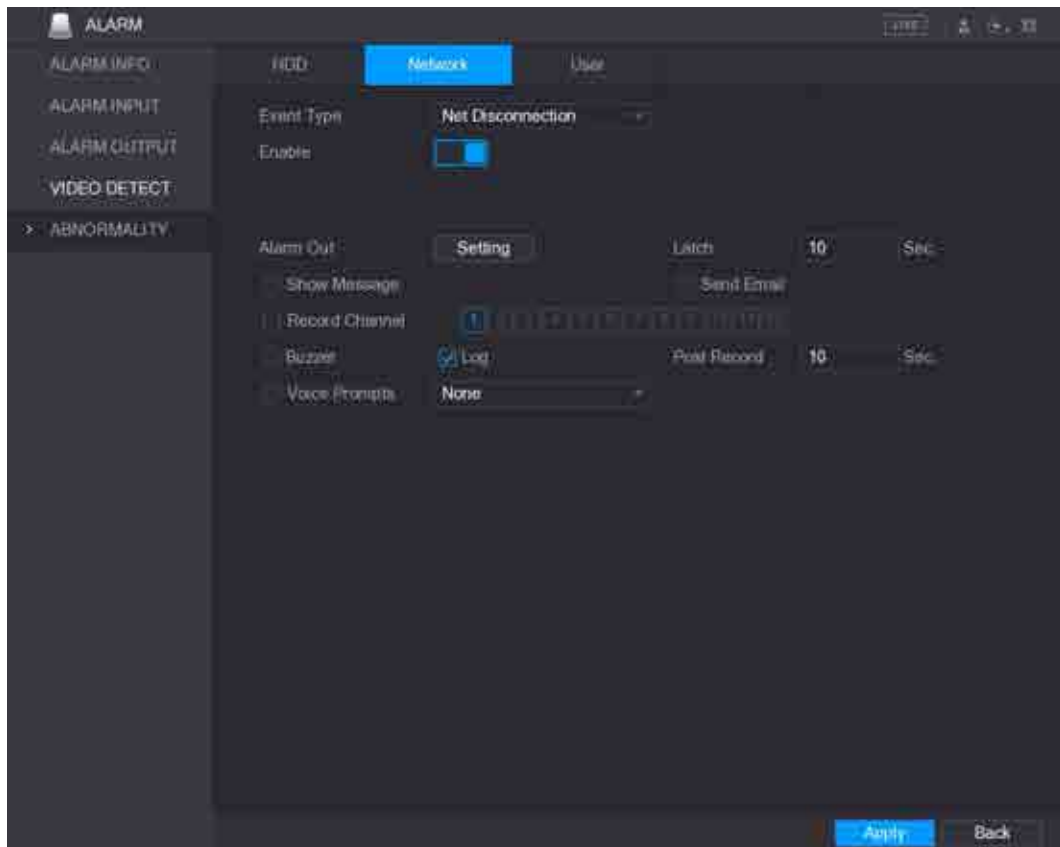 ALARM
LIVE
ALARM INFO
HDD
Network
User
ALARM INPUT
Event Type
Net Disconnection
ALARM OUTPUT
Enable
VIDEO DETECT
ABNORMALITY
Alarm Out
Setting
Latch
10
Sec.
Show Message
Send Email
Record Channel
1
Buzzer
Log
Post Record
10
Sec.
Voice Prompts
None
Apply
Back